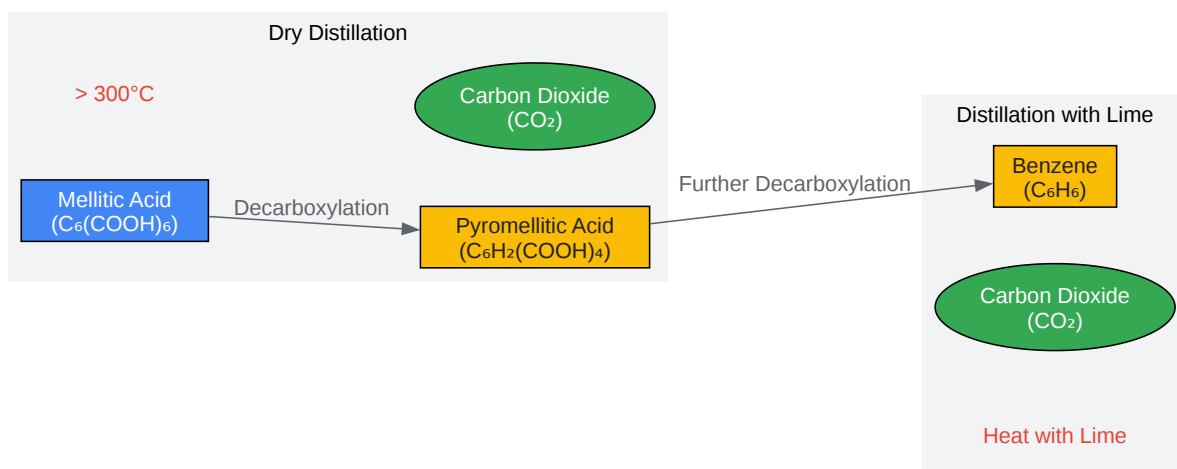 Dry Distillation
> 300°C
Carbon Dioxide
(CO₂)
Mellitic Acid
(C₆(COOH)₆)
Decarboxylation
Pyromellitic Acid
(C₆H₂(COOH)₄)
Further Decarboxylation
Distillation with Lime
Benzene
(C₆H₆)
Carbon Dioxide
(CO₂)
Heat with Lime